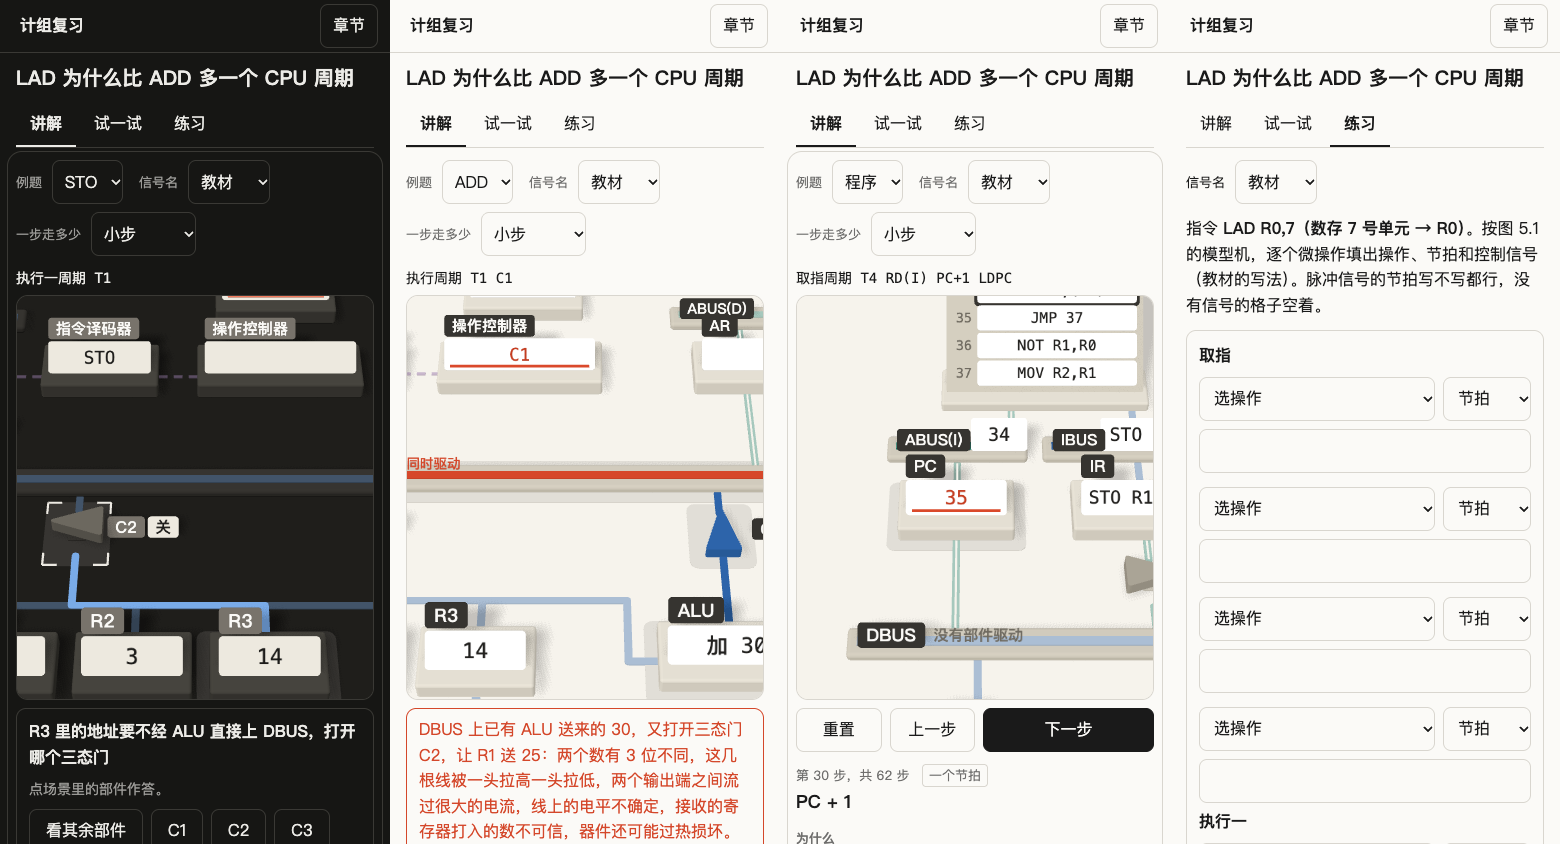 计组复习
章节
LAD 为什么比 ADD 多一个 CPU 周期
讲解
试一试
练习
例题
STO
信号名
教材
一步走多少
小步
执行一周期 T1
指令译码器
操作控制器
STO
C2
关
R2
R3
3
14
R3 里的地址要不经 ALU 直接上 DBUS，打开
哪个三态门
点场景里的部件作答。
看其余部件
C1
C2
C3
计组复习
章节
LAD 为什么比 ADD 多一个 CPU 周期
讲解
试一试
练习
例题
ADD
信号名
教材
一步走多少
小步
执行周期 T1 C1
ABUS(D)
操作控制器
AR
C1
同时驱动
R3
ALU
14
加 30
DBUS 上已有 ALU 送来的 30，又打开三态门
C2，让 R1 送 25：两个数有 3 位不同，这几
根线被一头拉高一头拉低，两个输出端之间流
过很大的电流，线上的电平不确定，接收的寄
存器打入的数不可信，器件还可能过热损坏。
计组复习
章节
LAD 为什么比 ADD 多一个 CPU 周期
讲解
试一试
练习
例题
程序
信号名
教材
一步走多少
小步
取指周期 T4 RD(I) PC+1 LDPC
35
JMP 37
36
NOT R1,R0
37
MOV R2,R1
ABUS(I)
34
IBUS
STO
PC
IR
35
STO R1
DBUS
没有部件驱动
重置
上一步
下一步
第 30 步，共 62 步
一个节拍
PC + 1
为什么
计组复习
章节
LAD 为什么比 ADD 多一个 CPU 周期
讲解
试一试
练习
信号名
教材
指令 LAD R0,7（数存 7 号单元 → R0）。按图 5.1
的模型机，逐个微操作填出操作、节拍和控制信号
（教材的写法）。脉冲信号的节拍写不写都行，没
有信号的格子空着。
取指
选操作
节拍
选操作
节拍
选操作
节拍
选操作
节拍
执行一